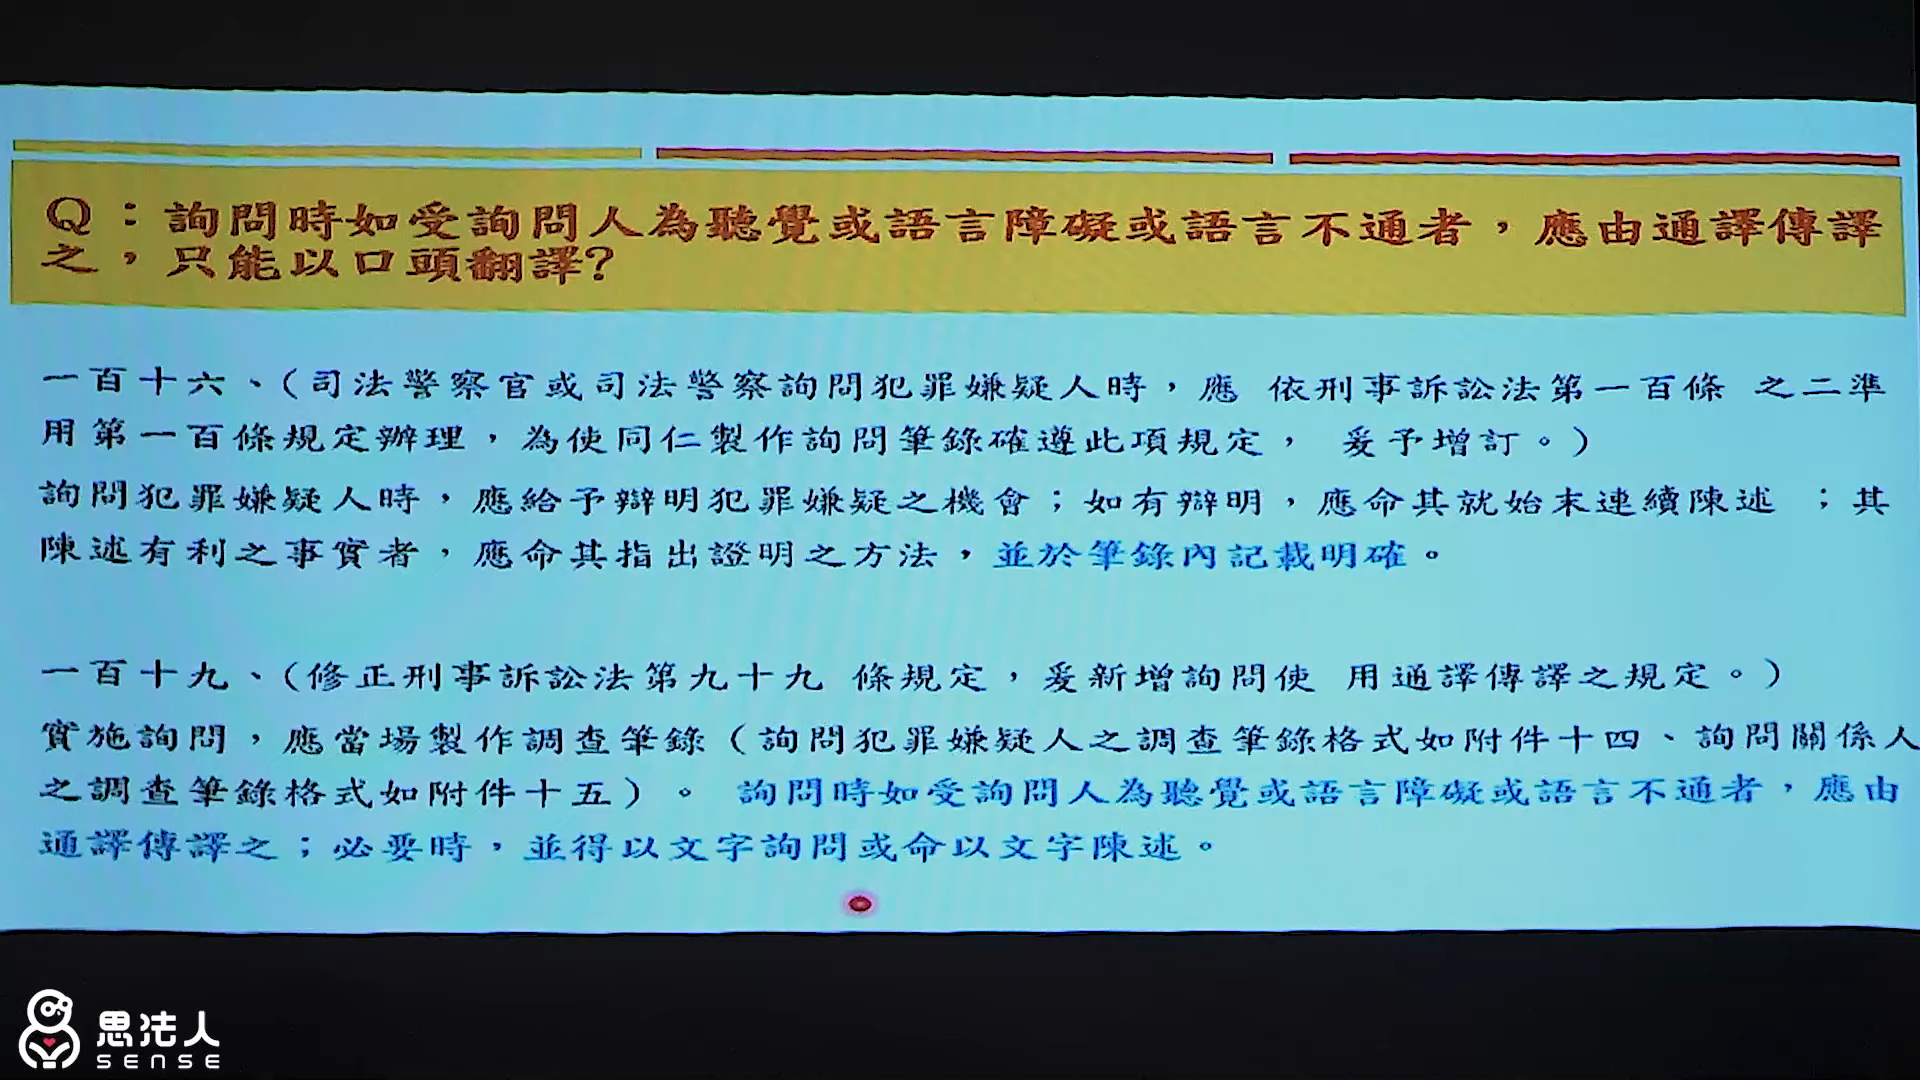 Q：詢問時如受詢問人為聽覺或語言障礙或語言不通者，應由通譯傳譯
之，只能以口頭翻譯?
一百十六、(司法警察官或司法警察詢問犯罪嫌疑人時，應 依刑事訴訟法第一百條 之二準
用第一百條規定辦理，為使同仁製作詢問筆錄確遵此項規定， 爰予增訂。)
詢問犯罪嫌疑人時，應給予辯明犯罪嫌疑之機會；如有辯明，應命其就始末連續陳述 ；其
陳述有利之事實者，應命其指出證明之方法，並於筆錄內記載明確。
一百十九、(修正刑事訴訟法第九十九 條規定，爰新增詢問使 用通譯傳譯之規定。)
實施詢問，應當場製作調查筆錄（詢問犯罪嫌疑人之調查筆錄格式如附件十四、詢問關係人
之調查筆錄格式如附件十五）。 詢問時如受詢問人為聽覺或語言障礙或語言不通者，應由
通譯傳譯之；必要時，並得以文字詢問或命以文字陳述。
思法人
SENSE